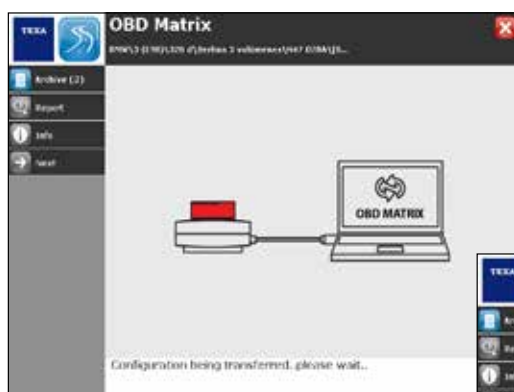 TEXA
OBD Matrix
Archive (2)
Report
Info
Next
OBD MATRIX
Configuration being transferred, please wait..
TEXA